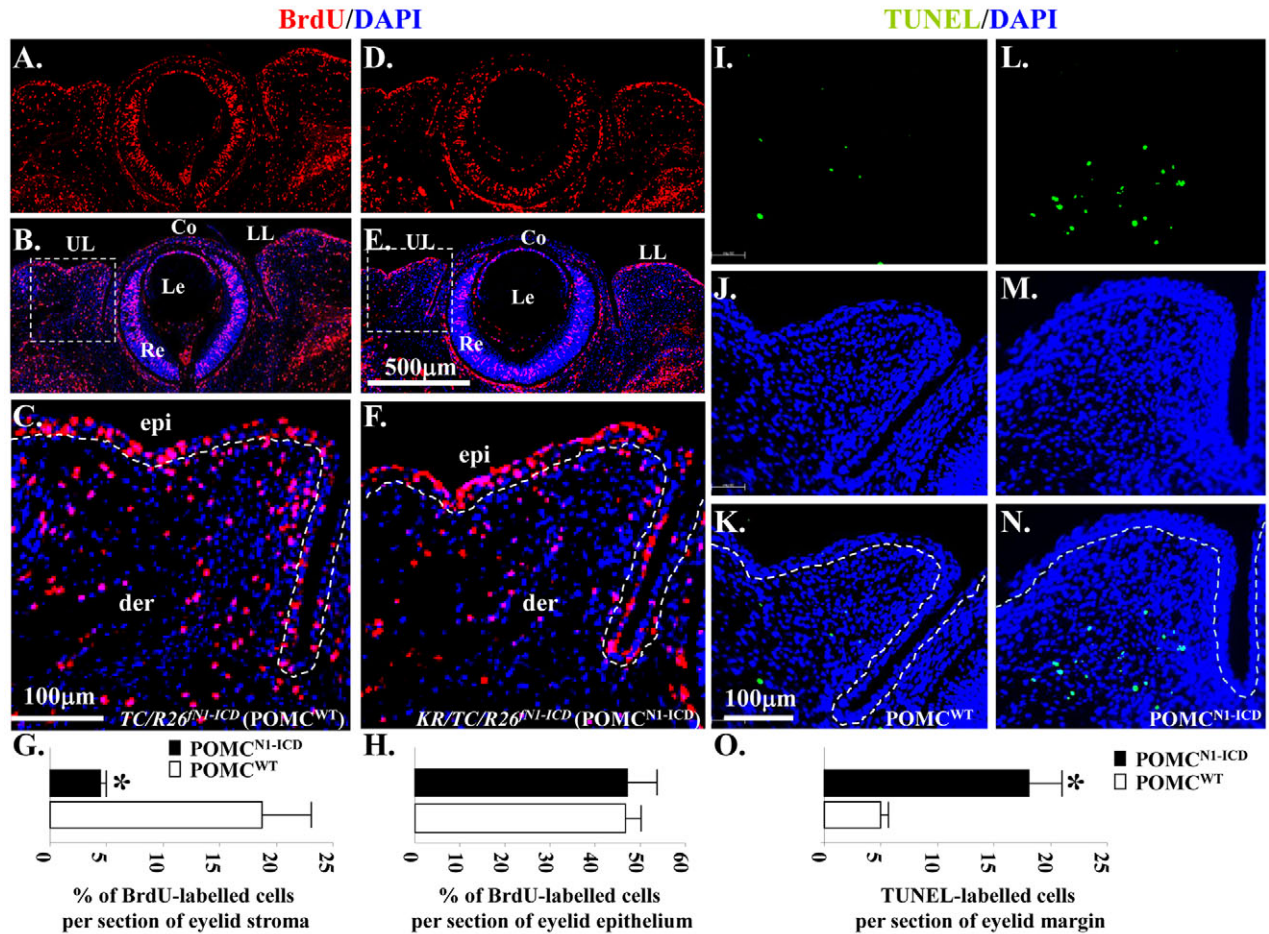 BrdU/DAPI
TUNEL/DAPI
A.
D.
I.
L.
B.
UL
Co
LL
Le
Re
E.
UL
Co
LL
Le
Re
500μm
J.
M.
C.
epi
der
100μm
TC/R26fN1-ICD (POMCWT)
F.
epi
der
KR/TC/R26fN1-ICD (POMCN1-ICD)
K.
100μm
POMCWT
N.
POMCN1-ICD
G.
POMCN1-ICD
POMCWT
*
0 5 10 15 20 25
% of BrdU-labelled cells
per section of eyelid stroma
H.
0 10 20 30 40 50 60
% of BrdU-labelled cells
per section of eyelid epithelium
O.
POMCN1-ICD
POMCWT
*
0 5 10 15 20 25
TUNEL-labelled cells
per section of eyelid margin